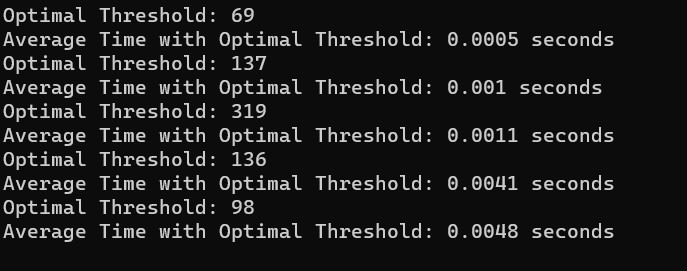 Optimal Threshold: 69
Average Time with Optimal Threshold: 0.0005 seconds
Optimal Threshold: 137
Average Time with Optimal Threshold: 0.001 seconds
Optimal Threshold: 319
Average Time with Optimal Threshold: 0.0011 seconds
Optimal Threshold: 136
Average Time with Optimal Threshold: 0.0041 seconds
Optimal Threshold: 98
Average Time with Optimal Threshold: 0.0048 seconds